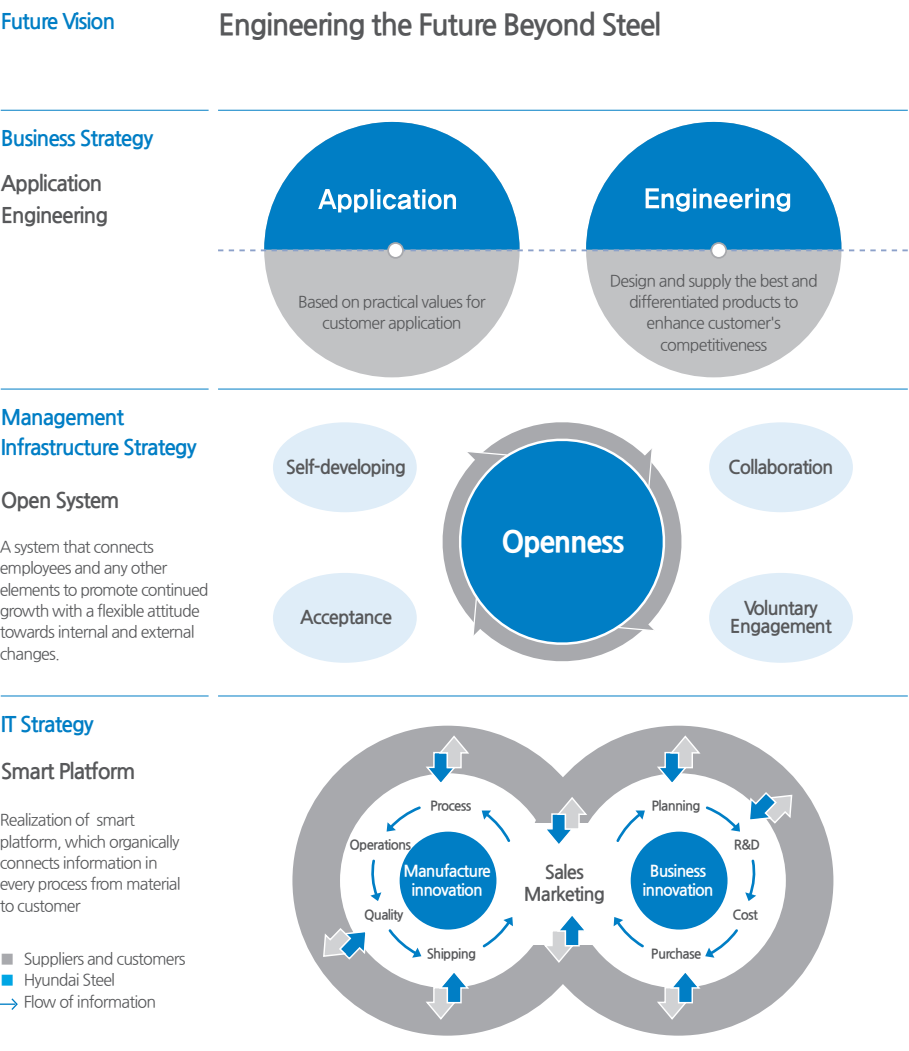 Future Vision
Engineering the Future Beyond Steel
Business Strategy
Application
Engineering
Application
Based on practical values for
customer application
Engineering
Design and supply the best and
differentiated products to
enhance customer's
competitiveness
Management
Infrastructure Strategy
Open System
A system that connects
employees and any other
elements to promote continued
growth with a flexible attitude
towards internal and external
changes.
Self-developing
Collaboration
Openness
Acceptance
Voluntary
Engagement
IT Strategy
Smart Platform
Realization of smart
platform, which organically
connects information in
every process from material
to customer
Suppliers and customers
Hyundai Steel
Flow of information
Process
Operations
Manufacture
innovation
Quality
Shipping
Sales
Marketing
Planning
R&D
Business
innovation
Cost
Purchase